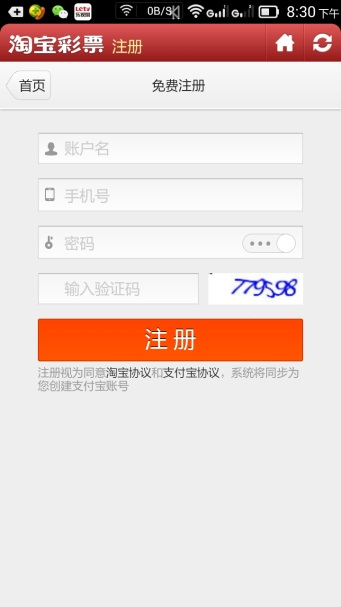 0B/S 8:30下午
淘宝彩票 注册
首页 免费注册
账户名
手机号
密码
输入验证码 779598
注册
注册视为同意淘宝协议和支付宝协议，系统将同步为
您创建支付宝账号